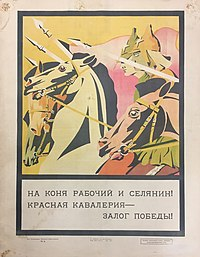 НА КОНЯ РАБОЧИЙ И СЕЛЯНИН!
КРАСНАЯ КАВАЛЕРИЯ—
ЗАЛОГ ПОБЕДЫ!